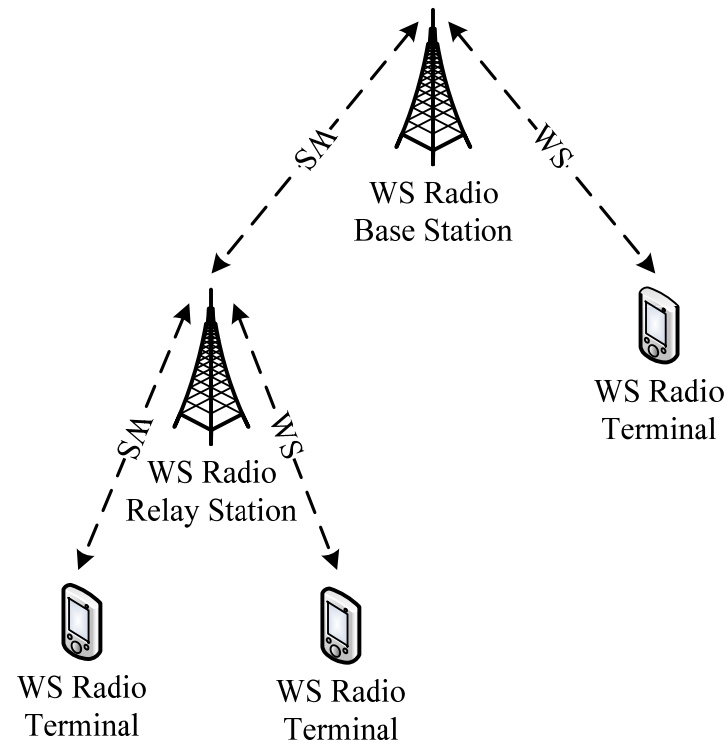 WS
WS
WS Radio
Base Station
WS Radio
Terminal
WS
WS
WS Radio
Relay Station
WS Radio
Terminal
WS Radio
Terminal